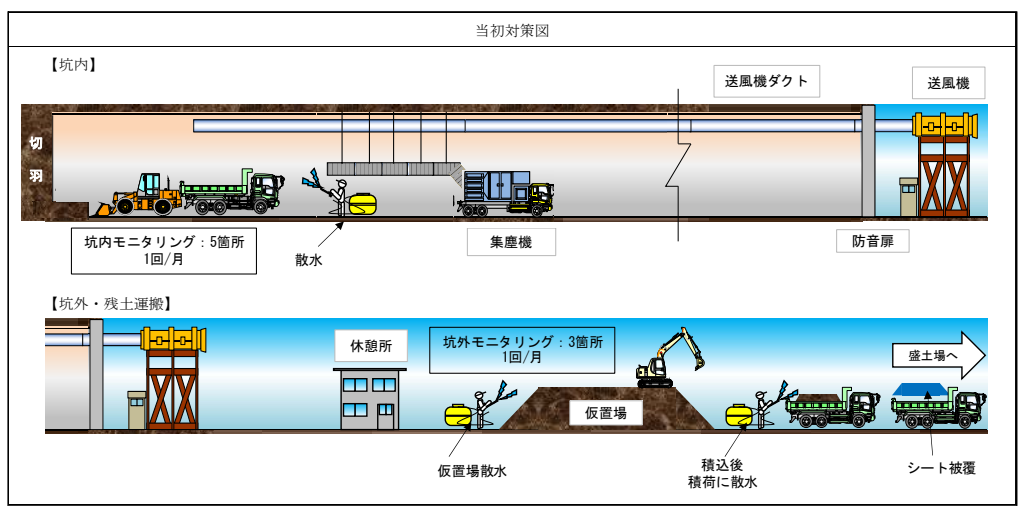 当初対策図
【坑内】
送風機ダクト
送風機
切
羽
坑内モニタリング：5箇所
1回/月
散水
集塵機
防音扉
【坑外・残土運搬】
休憩所
坑外モニタリング：3箇所
1回/月
盛土場へ
仮置場
仮置場散水
積込後
積荷に散水
シート被覆